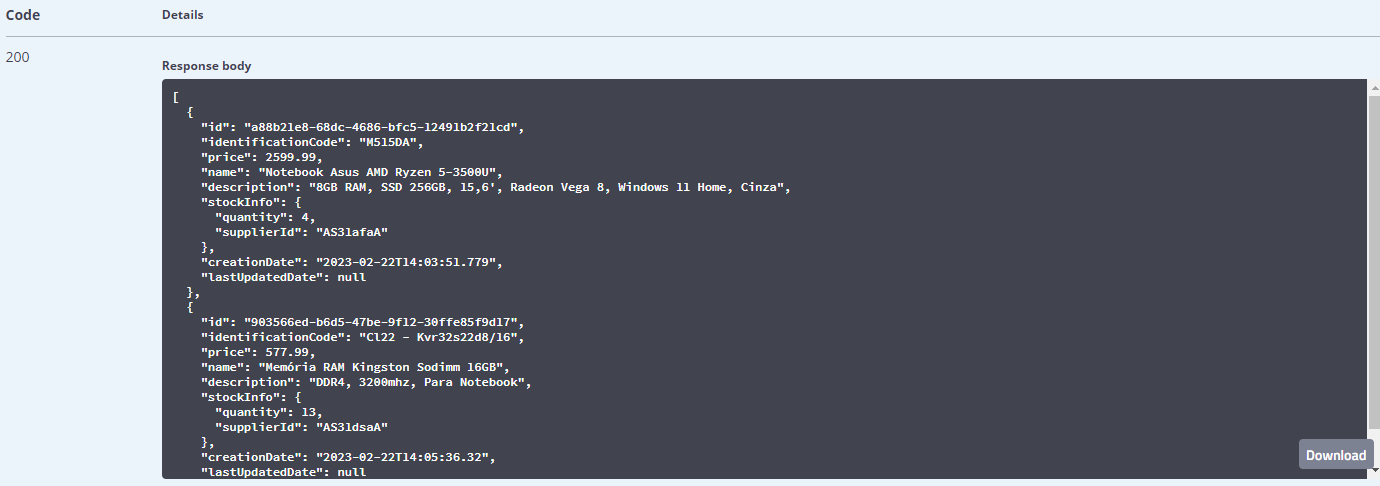 Code Details
200
Response body
[
  {
    "id": "a88b21e8-68dc-4686-bfc5-12491b2f21cd",
    "identificationCode": "M515DA",
    "price": 2599.99,
    "name": "Notebook Asus AMD Ryzen 5-3500U",
    "description": "8GB RAM, SSD 256GB, 15,6', Radeon Vega 8, Windows 11 Home, Cinza",
    "stockInfo": {
      "quantity": 4,
      "supplierId": "AS31afaA"
    },
    "creationDate": "2023-02-22T14:03:51.779",
    "lastUpdatedDate": null
  },
  {
    "id": "903566ed-b6d5-47be-9f12-30ffe85f9d17",
    "identificationCode": "Cl22 - Kvr32s22d8/16",
    "price": 577.99,
    "name": "Memória RAM Kingston Sodimm 16GB",
    "description": "DDR4, 3200mhz, Para Notebook",
    "stockInfo": {
      "quantity": 13,
      "supplierId": "AS31dsaA"
    },
    "creationDate": "2023-02-22T14:05:36.32",
    "lastUpdatedDate": null
Download